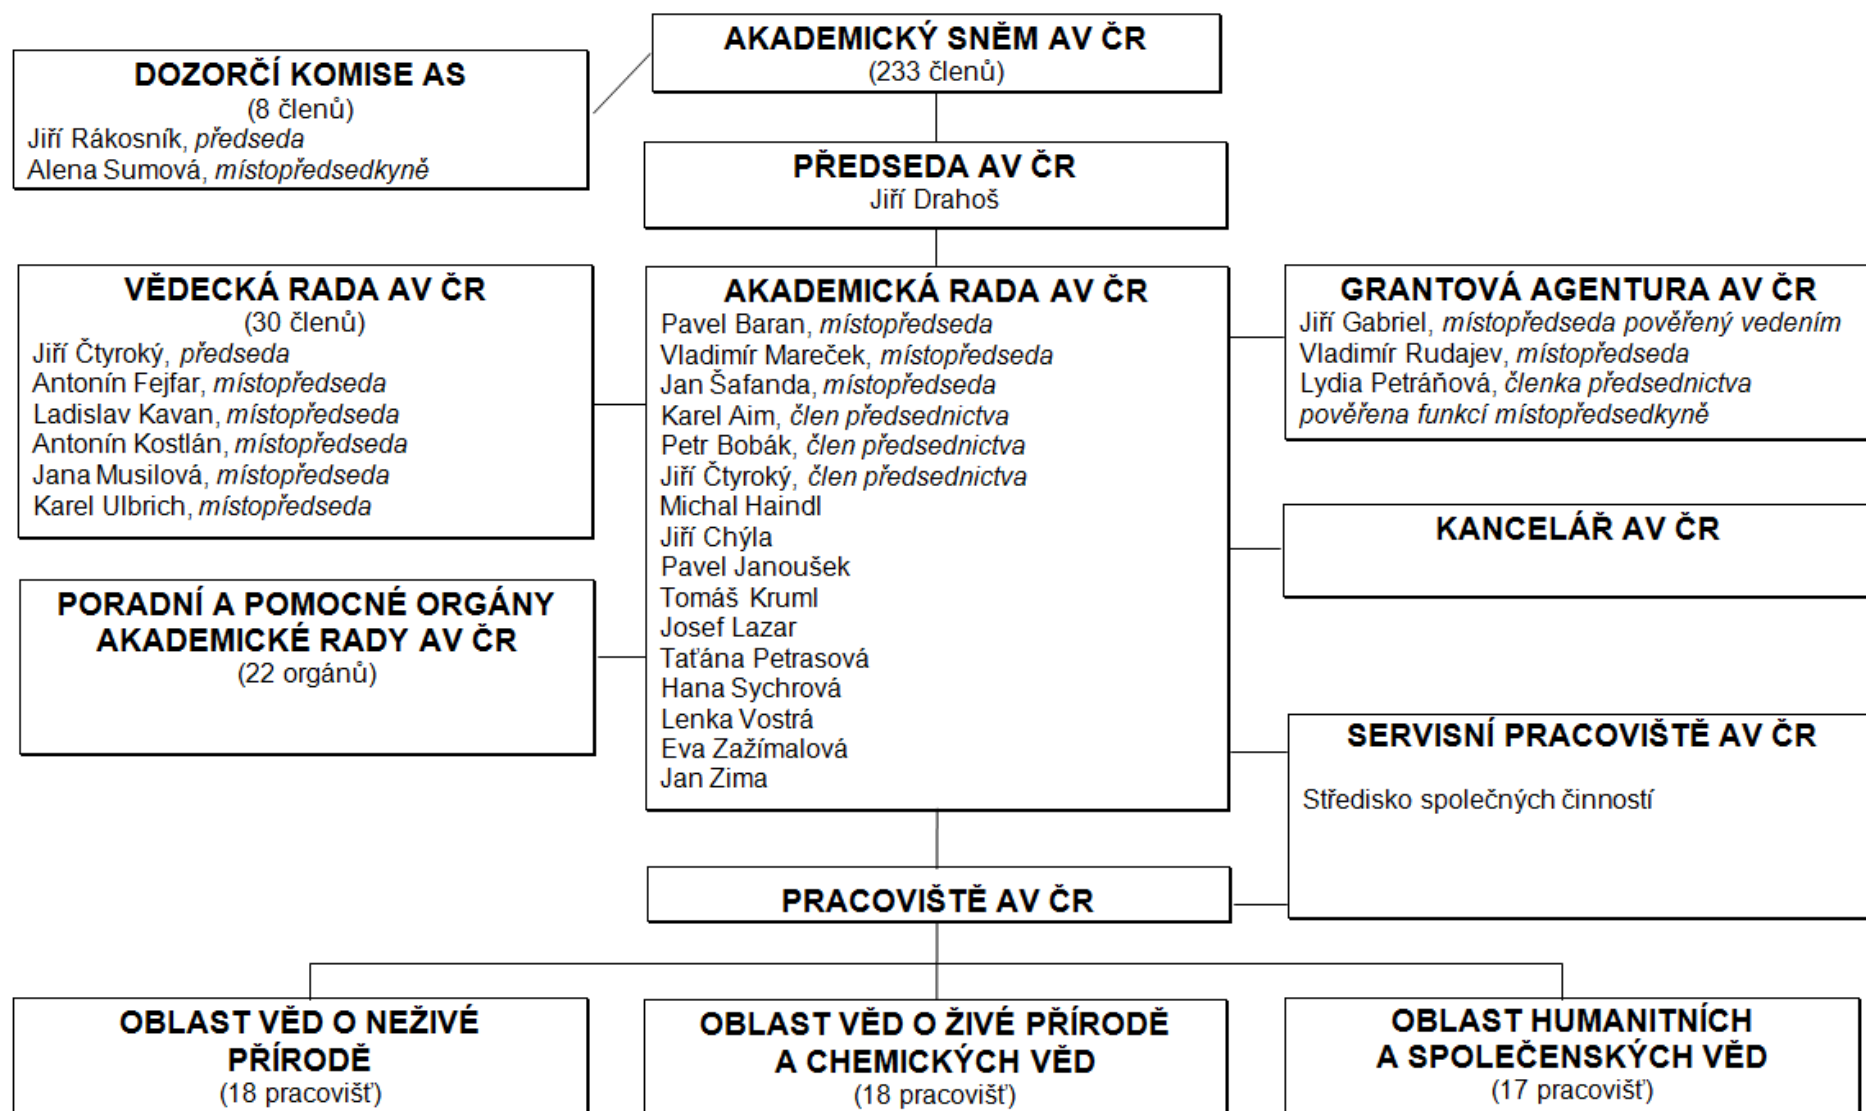 AKADEMICKÝ SNĚM AV ČR
(233 členů)
DOZORČÍ KOMISE AS
(8 členů)
Jiří Rákosník, předseda
Alena Sumová, místopředsedkyně
PŘEDSEDA AV ČR
Jiří Drahoš
VĚDECKÁ RADA AV ČR
(30 členů)
Jiří Čtyroký, předseda
Antonín Fejfar, místopředseda
Ladislav Kavan, místopředseda
Antonín Kostlán, místopředseda
Jana Musilová, místopředseda
Karel Ulbrich, místopředseda
AKADEMICKÁ RADA AV ČR
Pavel Baran, místopředseda
Vladimír Mareček, místopředseda
Jan Šafanda, místopředseda
Karel Aim, člen předsednictva
Petr Bobák, člen předsednictva
Jiří Čtyroký, člen předsednictva
Michal Haindl
Jiří Chýla
Pavel Janoušek
Tomáš Kruml
Josef Lazar
Taťána Petrasová
Hana Sychrová
Lenka Vostrá
Eva Zažímalová
Jan Zima
GRANTOVÁ AGENTURA AV ČR
Jiří Gabriel, místopředseda pověřený vedením
Vladimír Rudajev, místopředseda
Lydia Petráňová, členka předsednictva
pověřena funkcí místopředsedkyně
KANCELÁŘ AV ČR
PORADNÍ A POMOCNÉ ORGÁNY
AKADEMICKÉ RADY AV ČR
(22 orgánů)
SERVISNÍ PRACOVIŠTĚ AV ČR
Středisko společných činností
PRACOVIŠTĚ AV ČR
OBLAST VĚD O NEŽIVÉ
PŘÍRODĚ
(18 pracovišť)
OBLAST VĚD O ŽIVÉ PŘÍRODĚ
A CHEMICKÝCH VĚD
(18 pracovišť)
OBLAST HUMANITNÍCH
A SPOLEČENSKÝCH VĚD
(17 pracovišť)